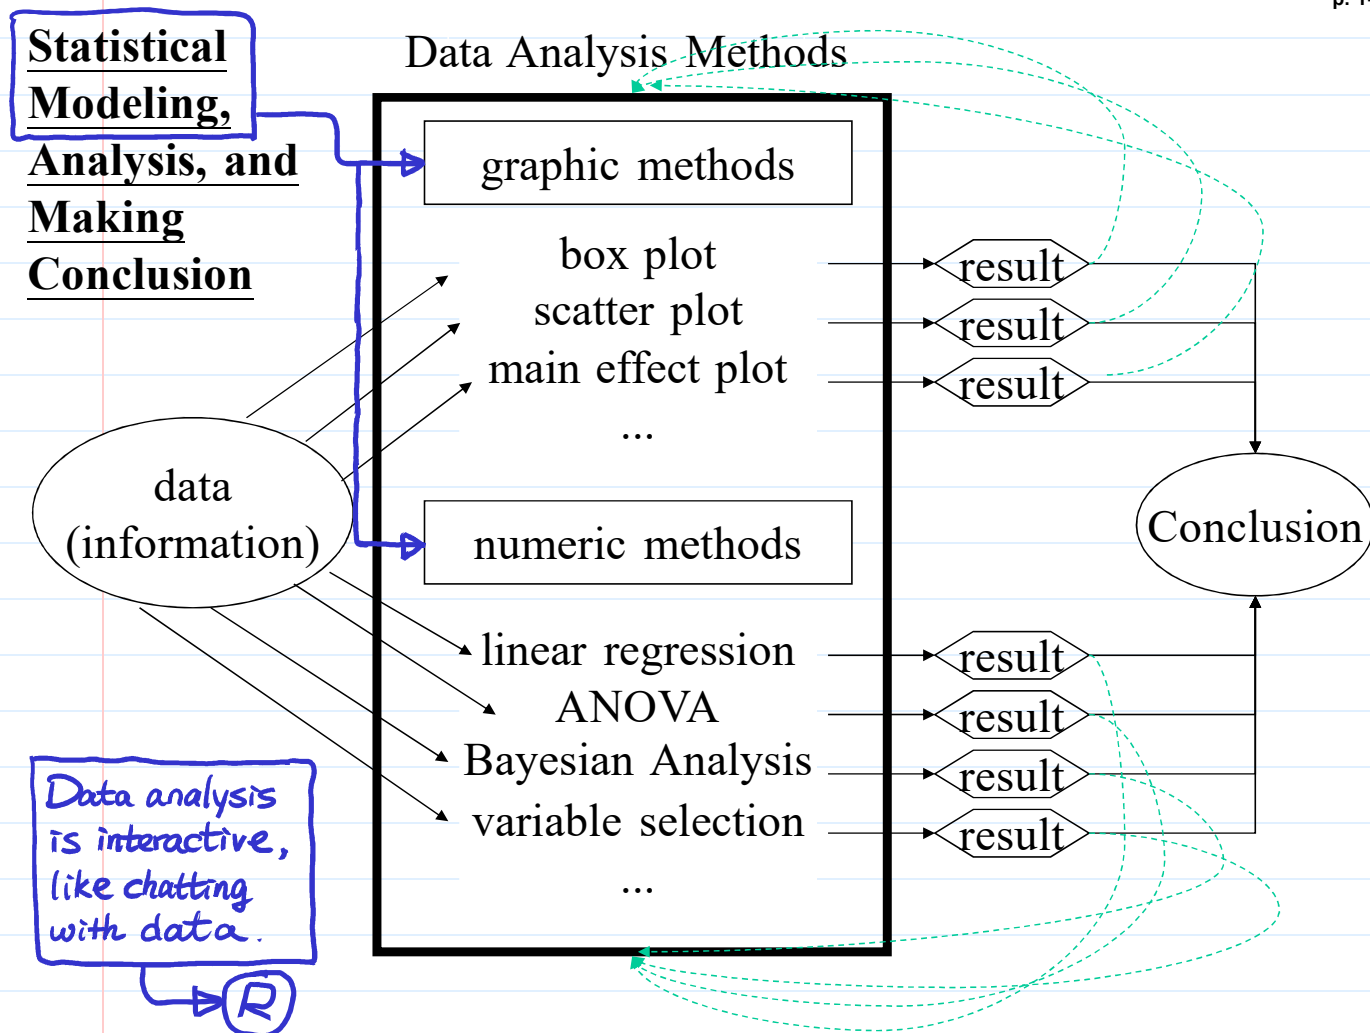 Statistical
Modeling,
Analysis, and
Making
Conclusion
Data Analysis Methods
graphic methods
box plot
scatter plot
main effect plot
...
numeric methods
linear regression
ANOVA
Bayesian Analysis
variable selection
...
data
(information)
result
result
result
result
result
result
result
Conclusion
Data analysis
is interactive,
like chatting
with data.
R